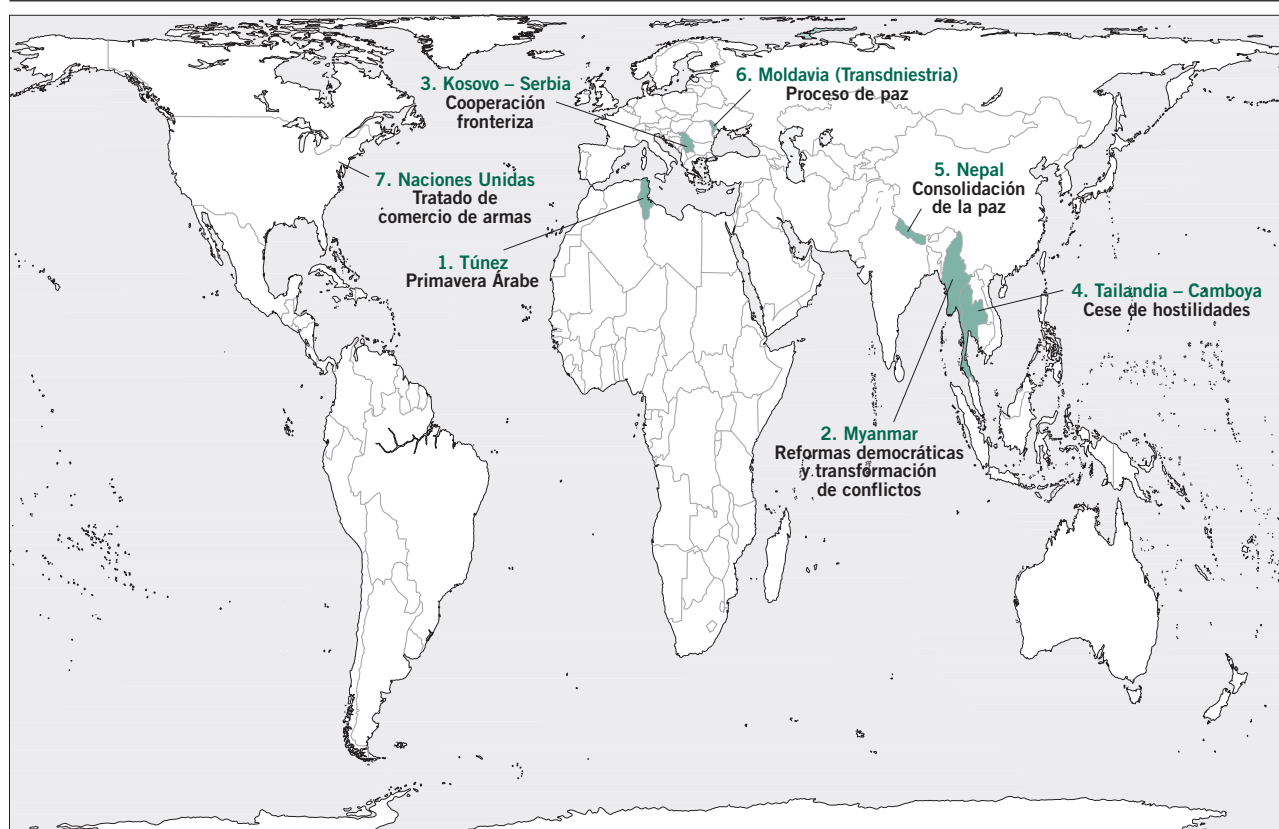 3. Kosovo – Serbia
Cooperación
fronteriza
6. Moldavia (Transdniestria)
Proceso de paz
7. Naciones Unidas
Tratado de
comercio de armas
5. Nepal
Consolidación
de la paz
1. Túnez
Primavera Árabe
4. Tailandia – Camboya
Cese de hostilidades
2. Myanmar
Reformas democráticas
y transformación
de conflictos